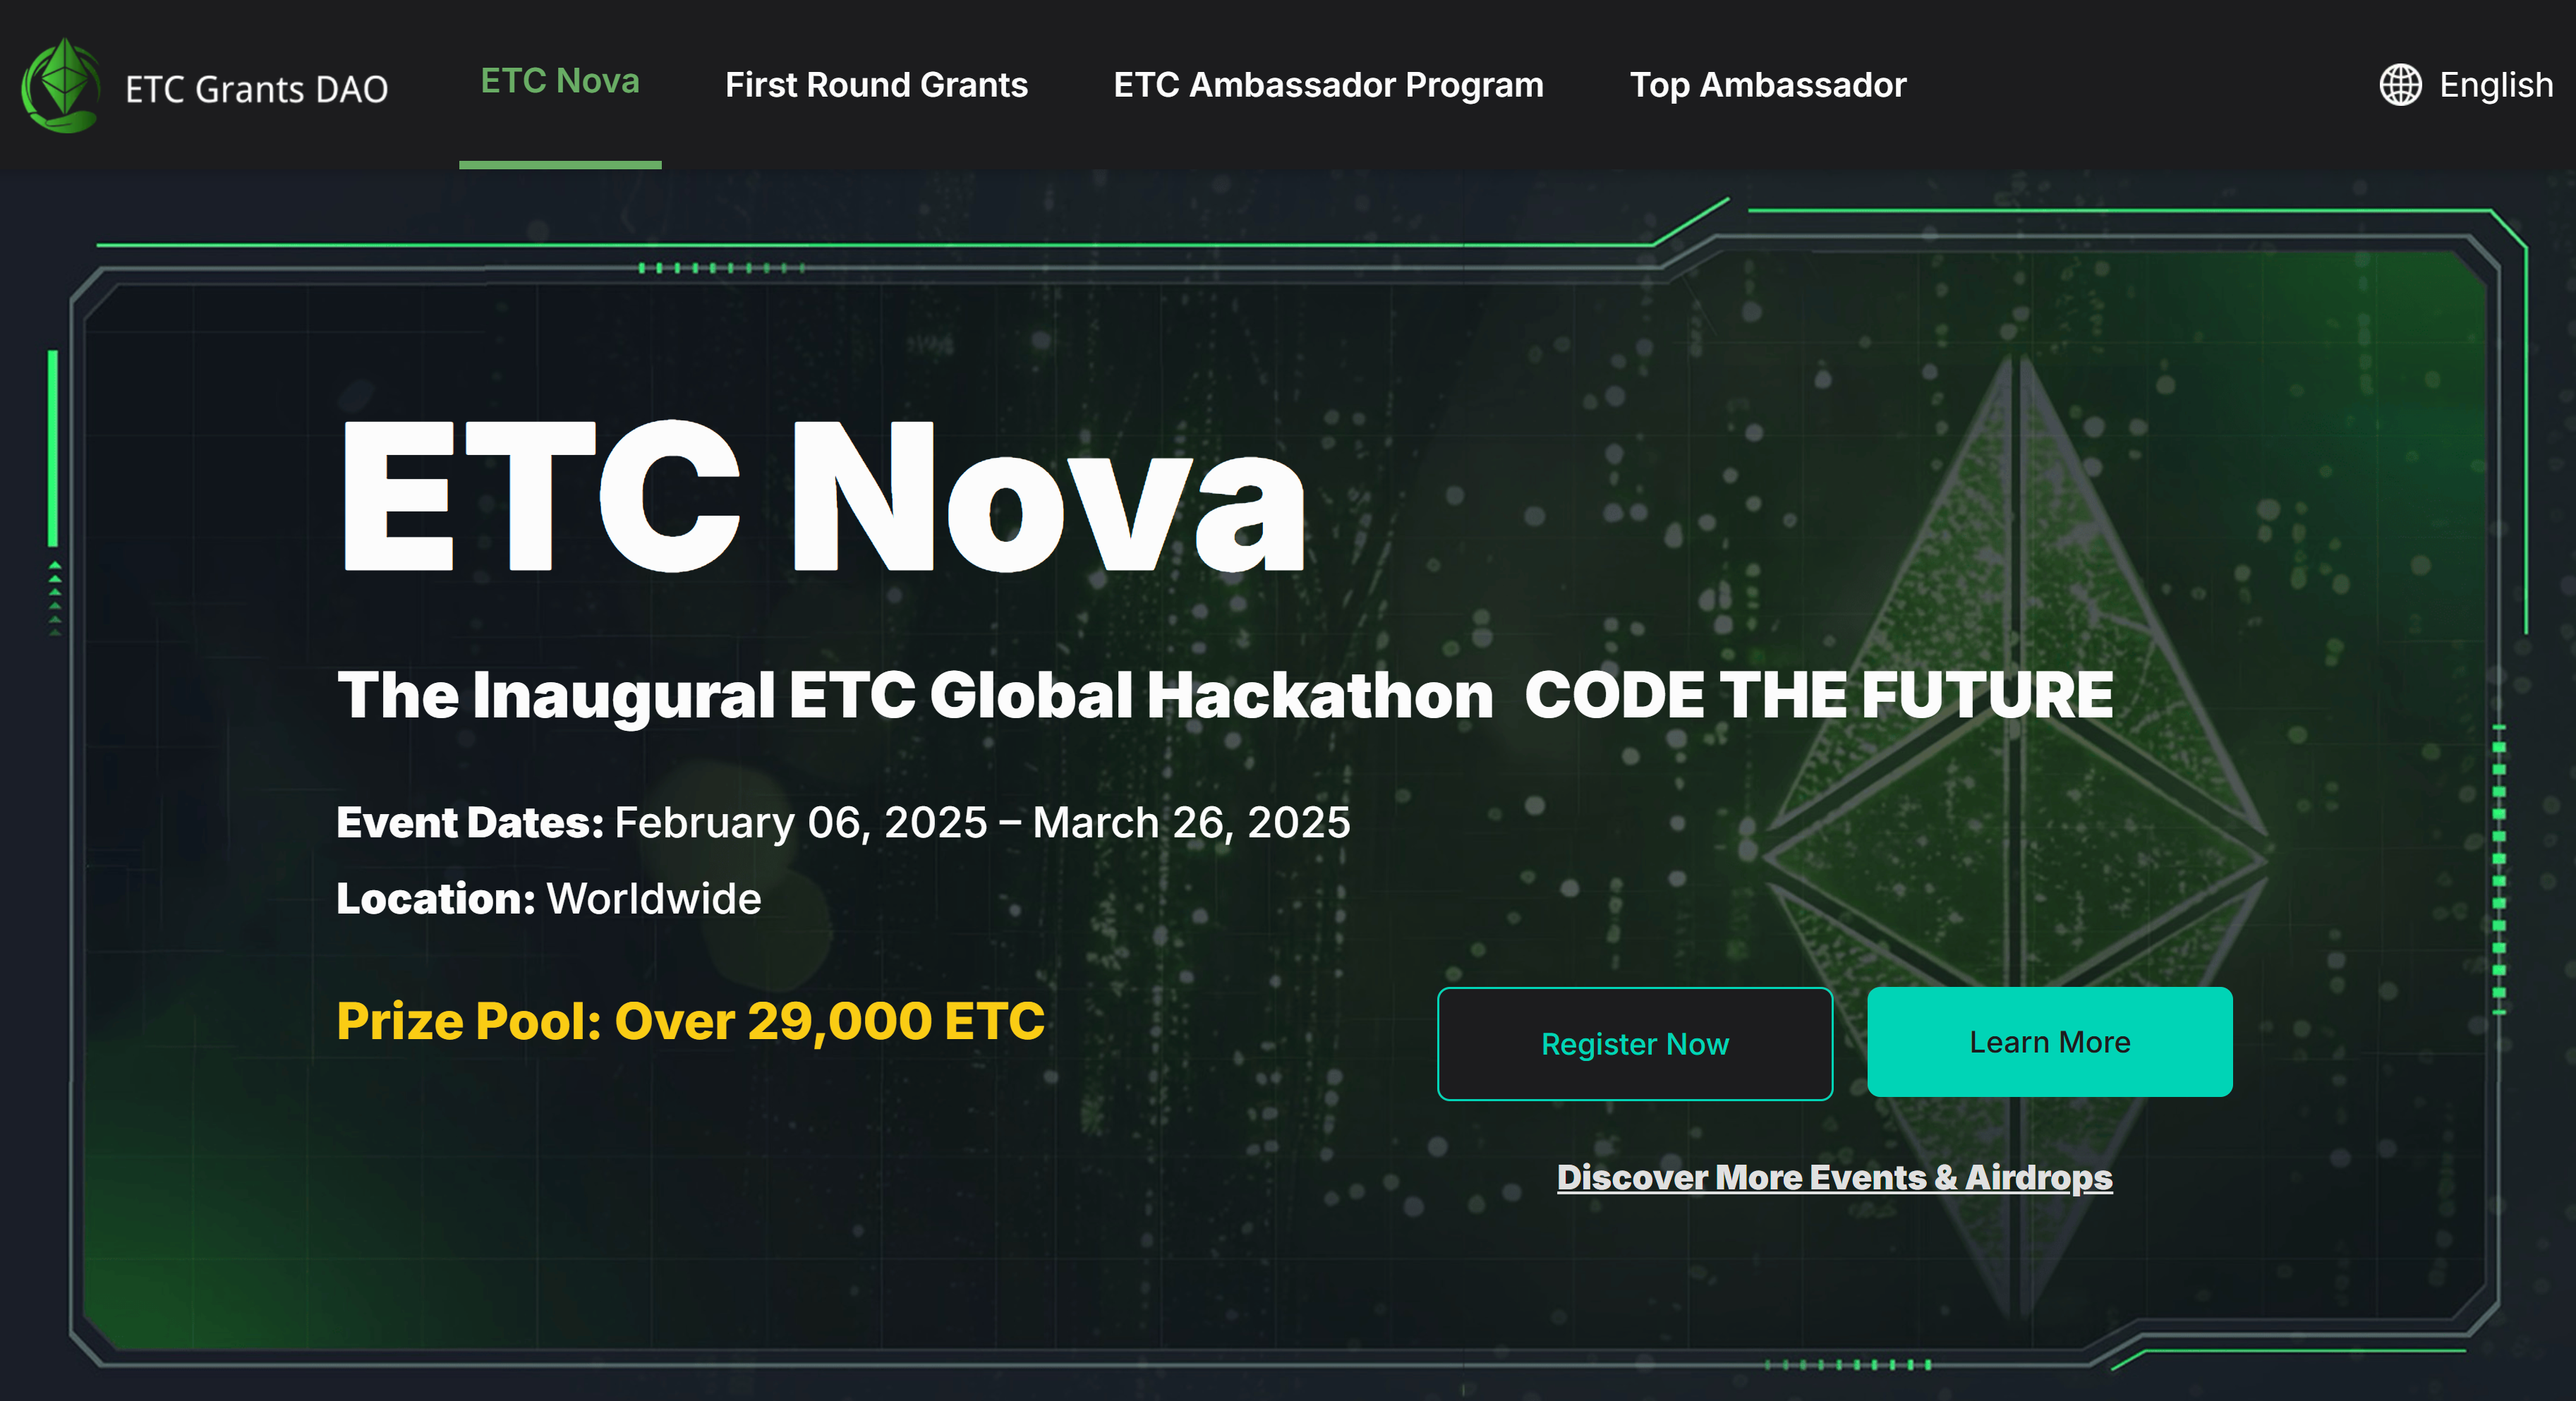 ETC Grants DAO
ETC Nova
First Round Grants
ETC Ambassador Program
Top Ambassador
English
ETC Nova
The Inaugural ETC Global Hackathon CODE THE FUTURE
Event Dates: February 06, 2025 – March 26, 2025
Location: Worldwide
Prize Pool: Over 29,000 ETC
Register Now
Learn More
Discover More Events & Airdrops